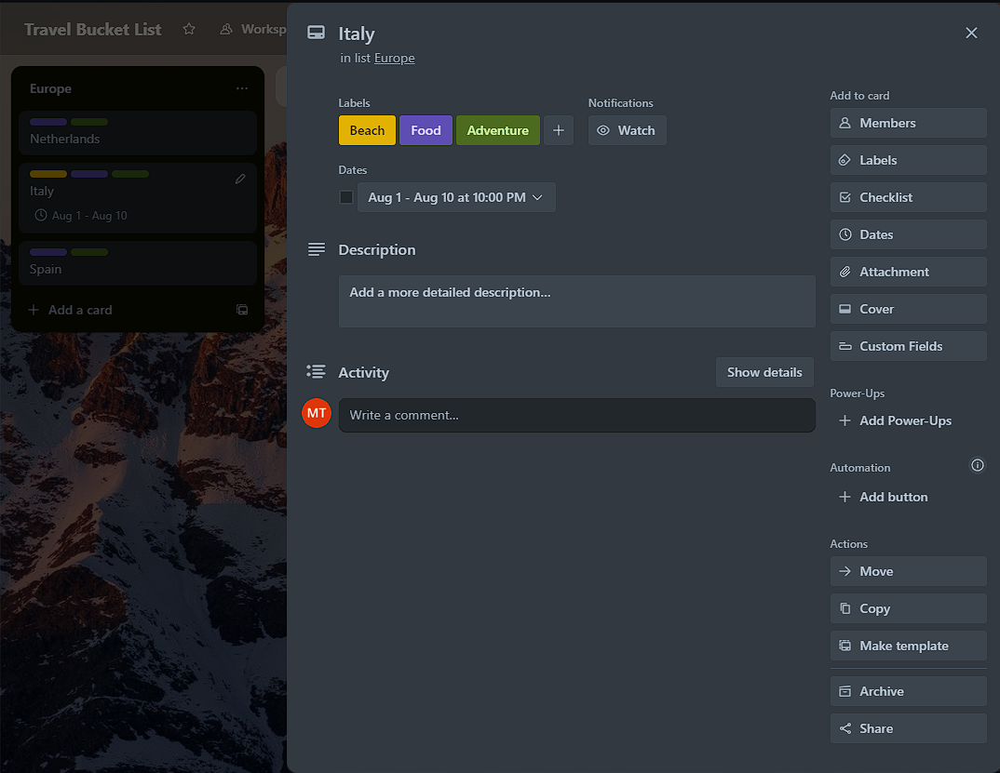 Travel Bucket List
Worksp
Europe
Netherlands
Italy
Aug 1 - Aug 10
Spain
Add a card
Italy
in list Europe
Labels
Beach
Food
Adventure
Notifications
Watch
Dates
Aug 1 - Aug 10 at 10:00 PM
Description
Add a more detailed description...
Activity
Show details
MT
Write a comment...
Add to card
Members
Labels
Checklist
Dates
Attachment
Cover
Custom Fields
Power-Ups
Add Power-Ups
Automation
Add button
Actions
Move
Copy
Make template
Archive
Share